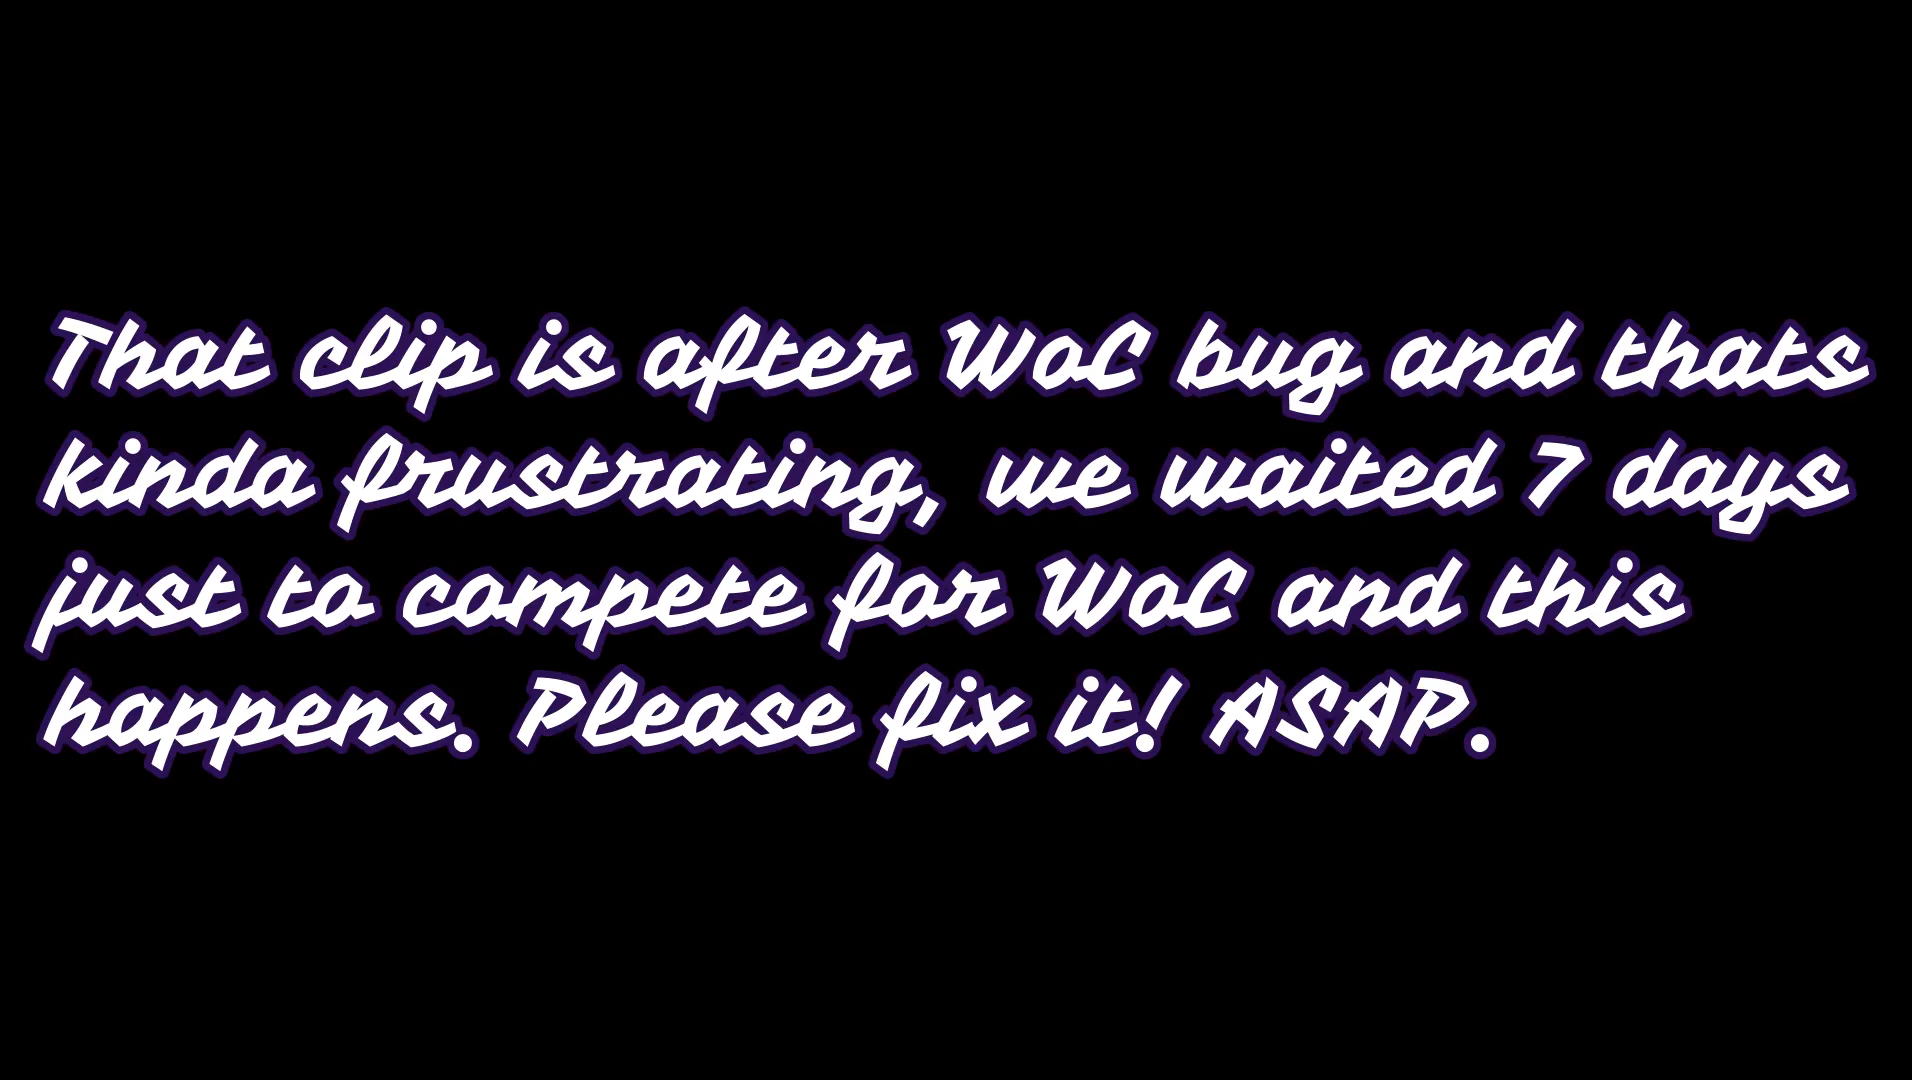 That clip is after WoC bug and thats
kinda frustrating, we waited 7 days
just to compete for WoC and this
happens. Please fix it! ASAP.